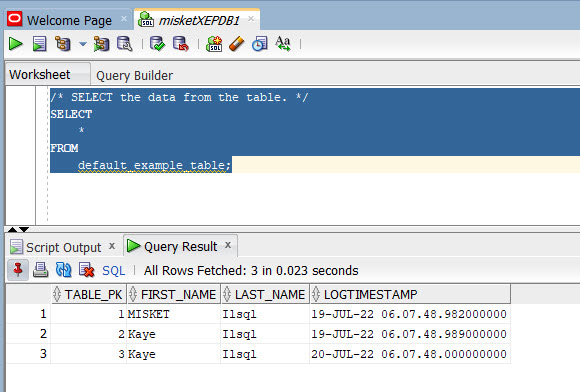 Welcome Page misketXEPDB1
Worksheet Query Builder
/* SELECT the data from the table. */
SELECT
*
FROM
default_example_table;
Script Output x Query Result x
SQL All Rows Fetched: 3 in 0.023 seconds
TABLE_PK FIRST_NAME LAST_NAME LOGTIMESTAMP
1 1 MISKET Ilsql 19-JUL-22 06.07.48.982000000
2 2 Kaye Ilsql 19-JUL-22 06.07.48.989000000
3 3 Kaye Ilsql 20-JUL-22 06.07.48.000000000